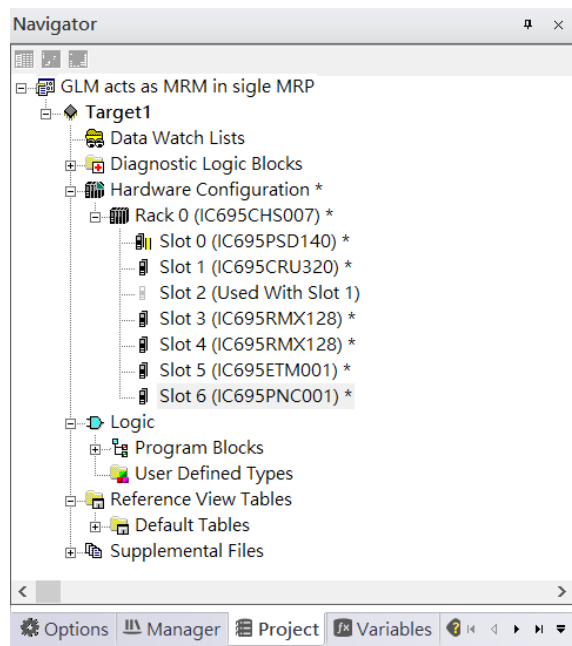 Navigator
GLM acts as MRM in sigle MRP
Target1
Data Watch Lists
Diagnostic Logic Blocks
Hardware Configuration *
Rack 0 (IC695CHS007) *
Slot 0 (IC695PSD140) *
Slot 1 (IC695CRU320) *
Slot 2 (Used With Slot 1)
Slot 3 (IC695RMX128) *
Slot 4 (IC695RMX128) *
Slot 5 (IC695ETM001) *
Slot 6 (IC695PNC001) *
Logic
Program Blocks
User Defined Types
Reference View Tables
Default Tables
Supplemental Files
Options Manager Project Variables